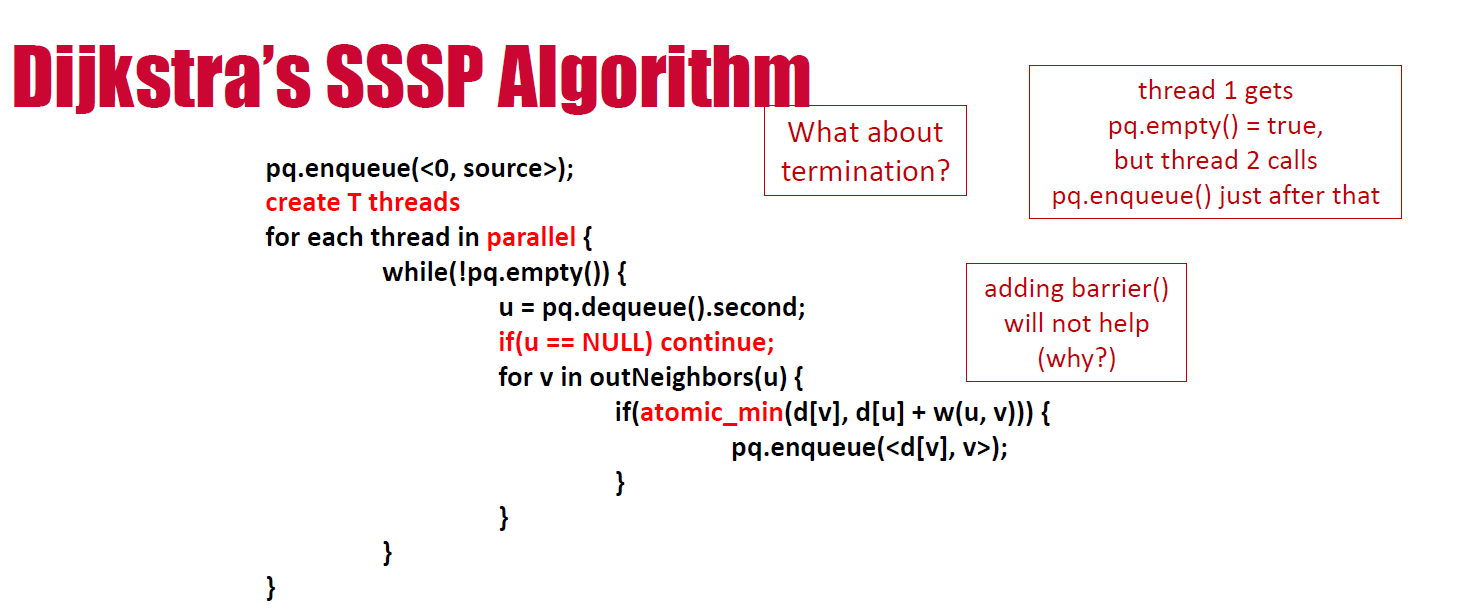 Dijkstra’s SSSP Algorithm
What about
termination?
thread 1 gets
pq.empty() = true,
but thread 2 calls
pq.enqueue() just after that
pq.enqueue(<0, source>);
create T threads
for each thread in parallel {
while(!pq.empty()) {
u = pq.dequeue().second;
if(u == NULL) continue;
for v in outNeighbors(u) {
if(atomic_min(d[v], d[u] + w(u, v))) {
pq.enqueue(<d[v], v>);
}
}
}
}
adding barrier()
will not help
(why?)